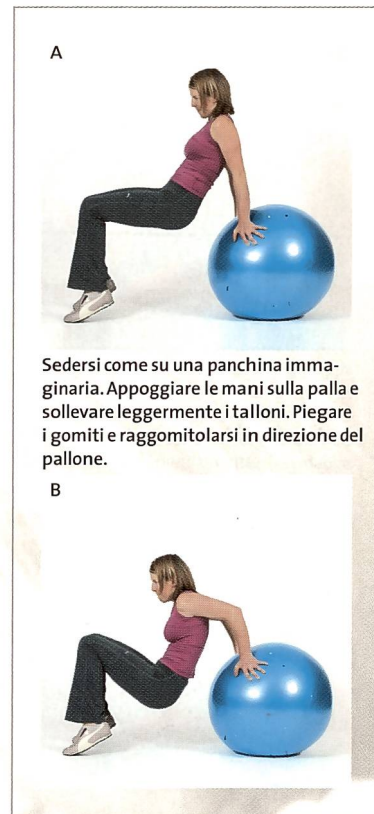 A
Sedersi come su una panchina imma-
ginaria. Appoggiare le mani sulla palla e
sollevare leggermente i talloni. Piegare
i gomiti e raggomitolarsi in direzione del
pallone.
B